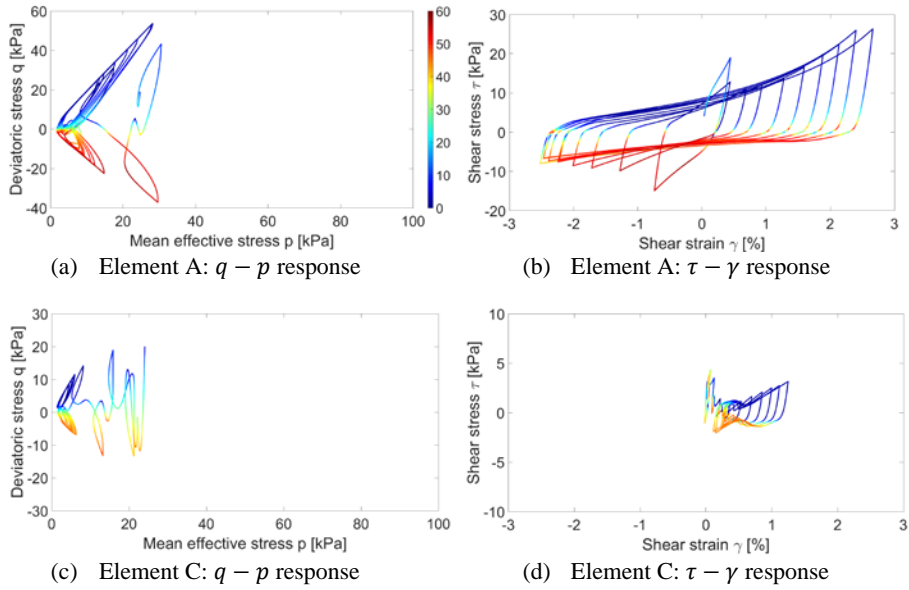 60
40
20
0
-20
-40
Deviatoric stress q [kPa]
0 20 40 60 80 100
Mean effective stress p [kPa]
60
50
40
30
20
10
0
(a) Element A: q − p response
30
20
10
0
-10
-20
Shear stress τ [kPa]
-3 -2 -1 0 1 2 3
Shear strain γ [%]
(b) Element A: τ − γ response
30
20
10
0
-10
-20
-30
Deviatoric stress q [kPa]
0 20 40 60 80 100
Mean effective stress p [kPa]
(c) Element C: q − p response
10
5
0
-5
-10
Shear stress τ [kPa]
-3 -2 -1 0 1 2 3
Shear strain γ [%]
(d) Element C: τ − γ response